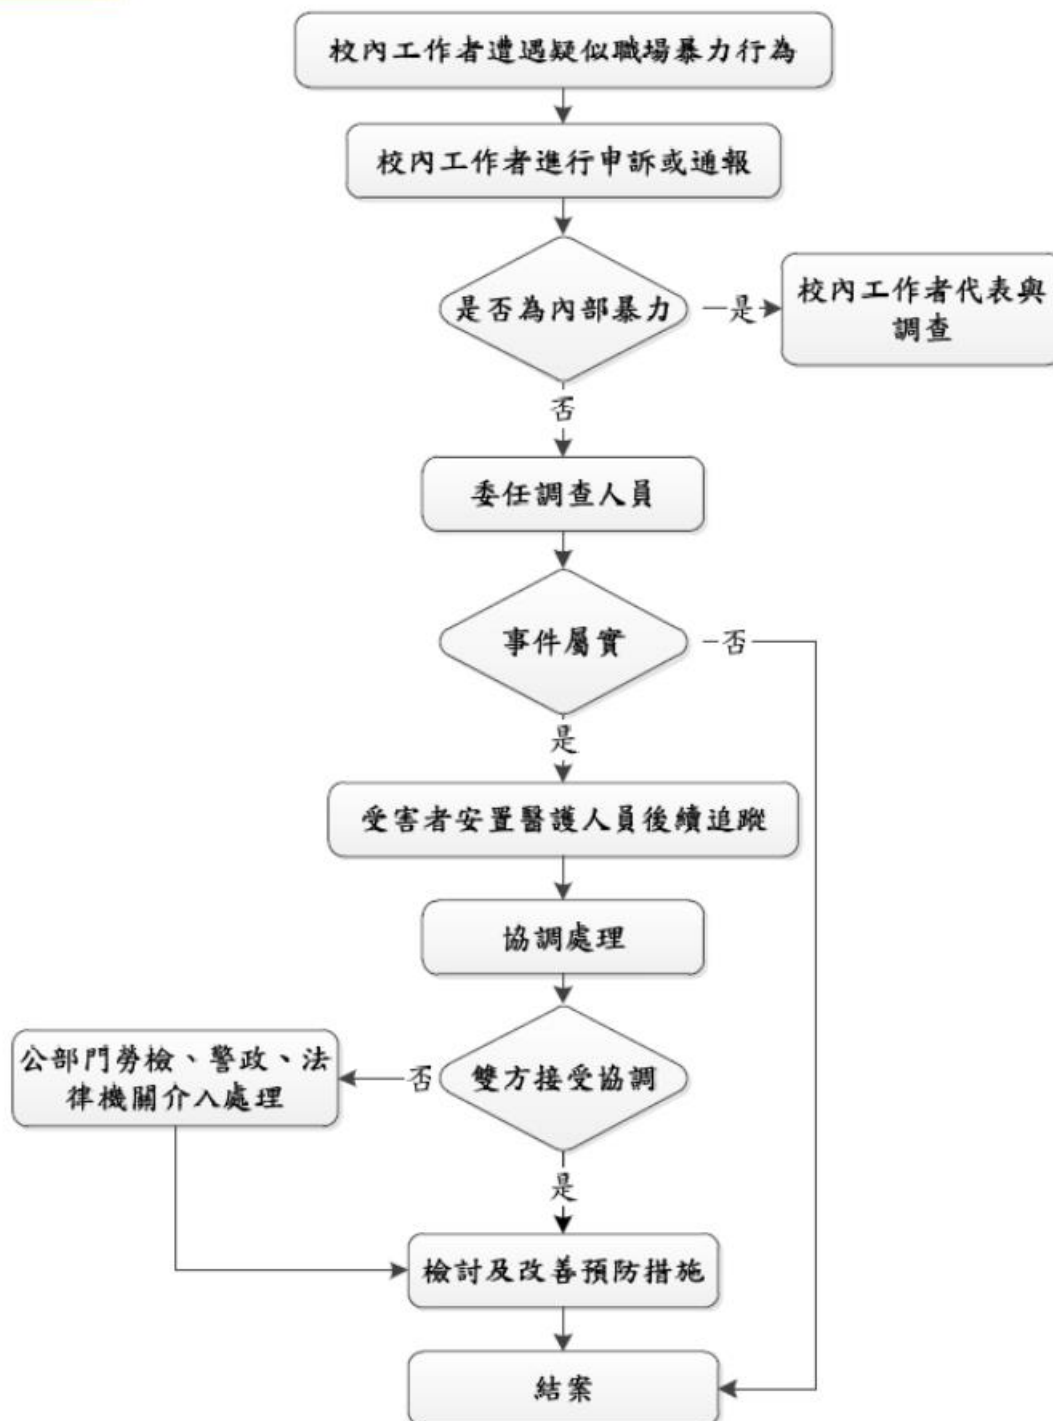 校內工作者遭遇疑似職場暴力行為
校內工作者進行申訴或通報
是否為內部暴力
是
校內工作者代表與
調查
否
委任調查人員
事件屬實
否
是
受害者安置醫護人員後續追蹤
協調處理
公部門勞檢、警政、法
律機關介入處理
否
雙方接受協調
是
檢討及改善預防措施
結案